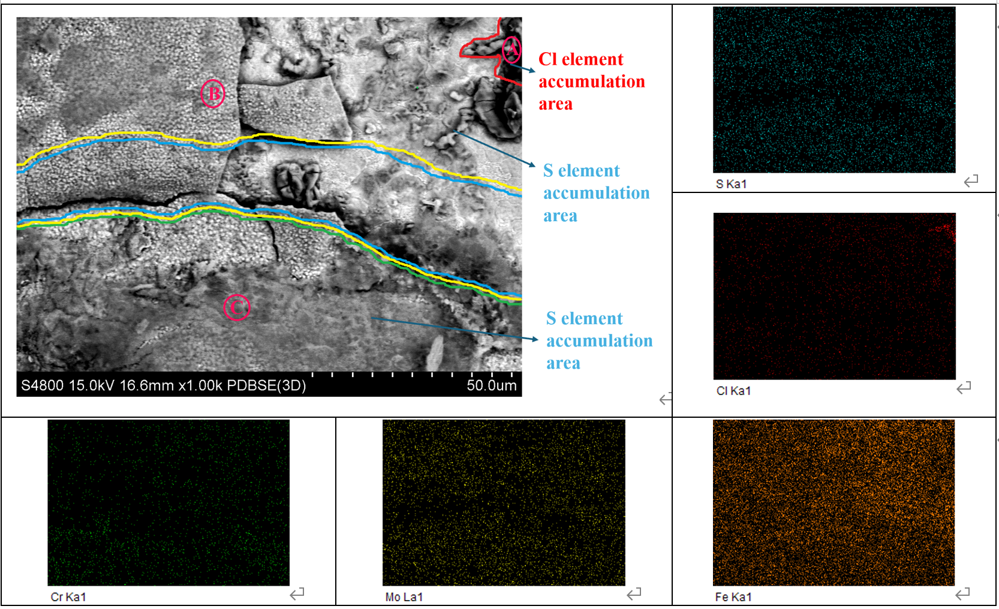 A
B
C
Cl element
accumulation
area
S element
accumulation
area
S element
accumulation
area
S4800 15.0kV 16.6mm x1.00k PDBSE(3D)
50.0um
S Ka1
Cl Ka1
Cr Ka1
Mo La1
Fe Ka1